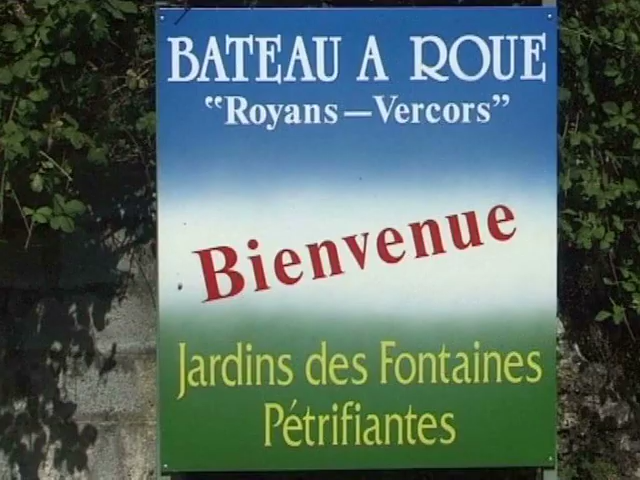 BATEAU A ROUE
“Royans—Vercors”
Bienvenue
Jardins des Fontaines
Pétrifiantes